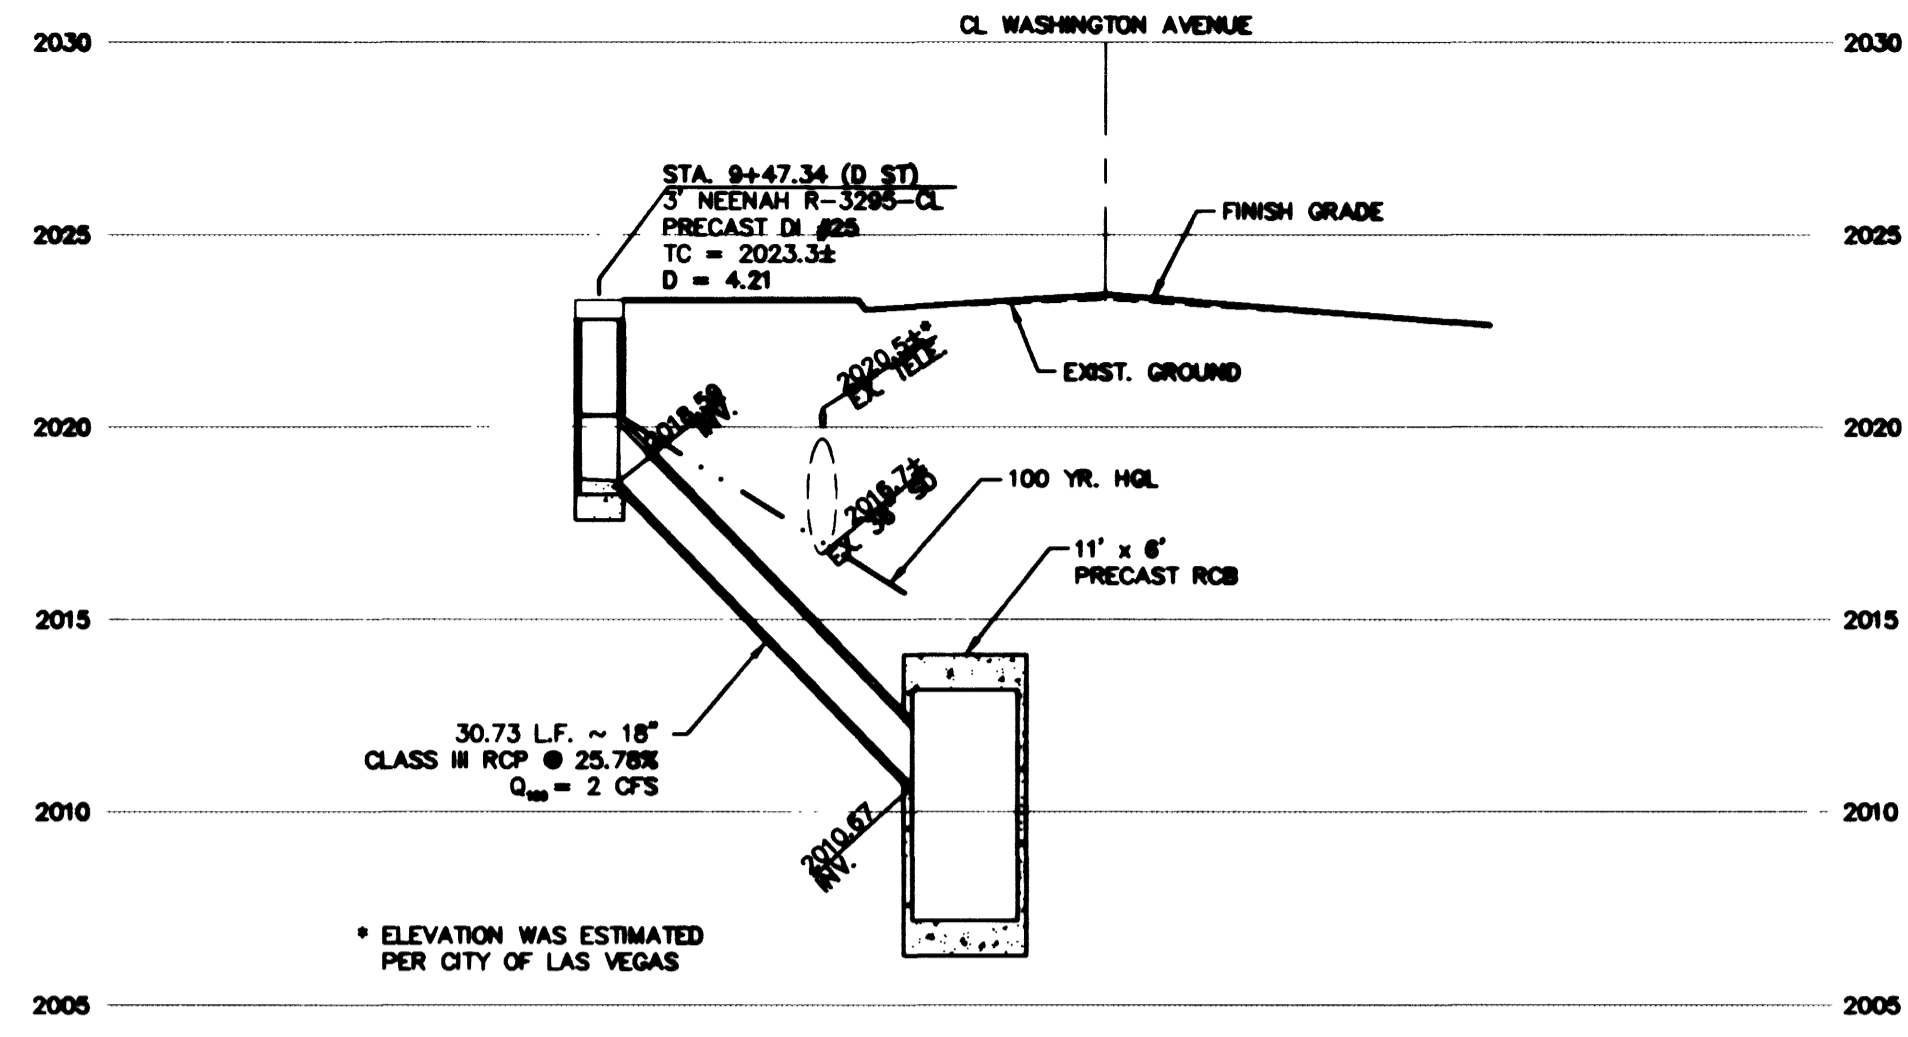 CL WASHINGTON AVENUE
2030 2030
STA. 9+47.34 (D ST)
3' NEENAH R-3295-CL
PRECAST DI #25
TC = 2023.3±
D = 4.21
FINISH GRADE
2025 2025
2020.5±*
EX. TELE.
EXIST. GROUND
2018.59
INV.
2020 2020
2016.7±
EX. 36" SD
100 YR. HGL
11' x 6'
PRECAST RCB
2015 2015
30.73 L.F. ~ 18"
CLASS III RCP @ 25.78%
Q₁₀₀ = 2 CFS
2010 2010
2010.67
INV.
* ELEVATION WAS ESTIMATED
PER CITY OF LAS VEGAS
2005 2005